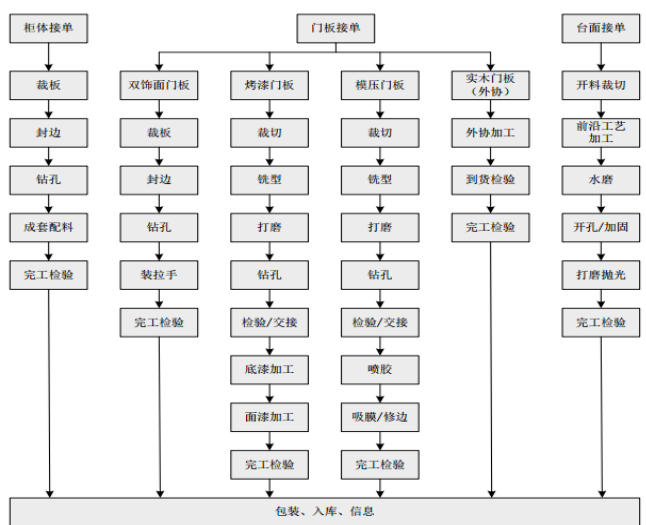 柜体接单
门板接单
台面接单
裁板
双饰面门板
烤漆门板
模压门板
实木门板
（外协）
开料裁切
封边
裁板
裁切
裁切
外协加工
前沿工艺
加工
钻孔
封边
铣型
铣型
到货检验
水磨
成套配料
钻孔
打磨
打磨
完工检验
开孔/加固
完工检验
装拉手
钻孔
钻孔
打磨抛光
完工检验
检验/交接
检验/交接
完工检验
底漆加工
喷胶
面漆加工
吸膜/修边
完工检验
完工检验
包装、入库、信息